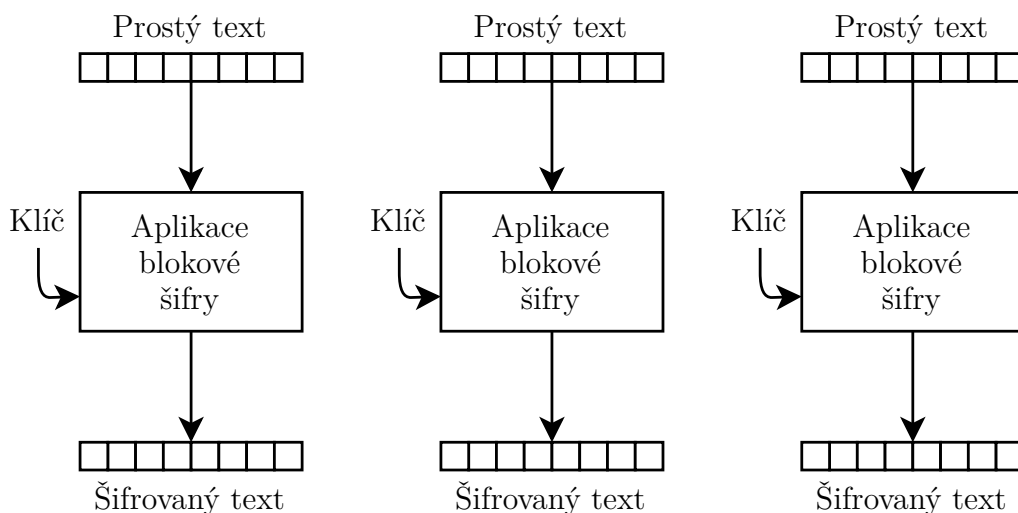 Prostý text
Prostý text
Prostý text
Klíč
Aplikace
blokové
šifry
Klíč
Aplikace
blokové
šifry
Klíč
Aplikace
blokové
šifry
Šifrovaný text
Šifrovaný text
Šifrovaný text